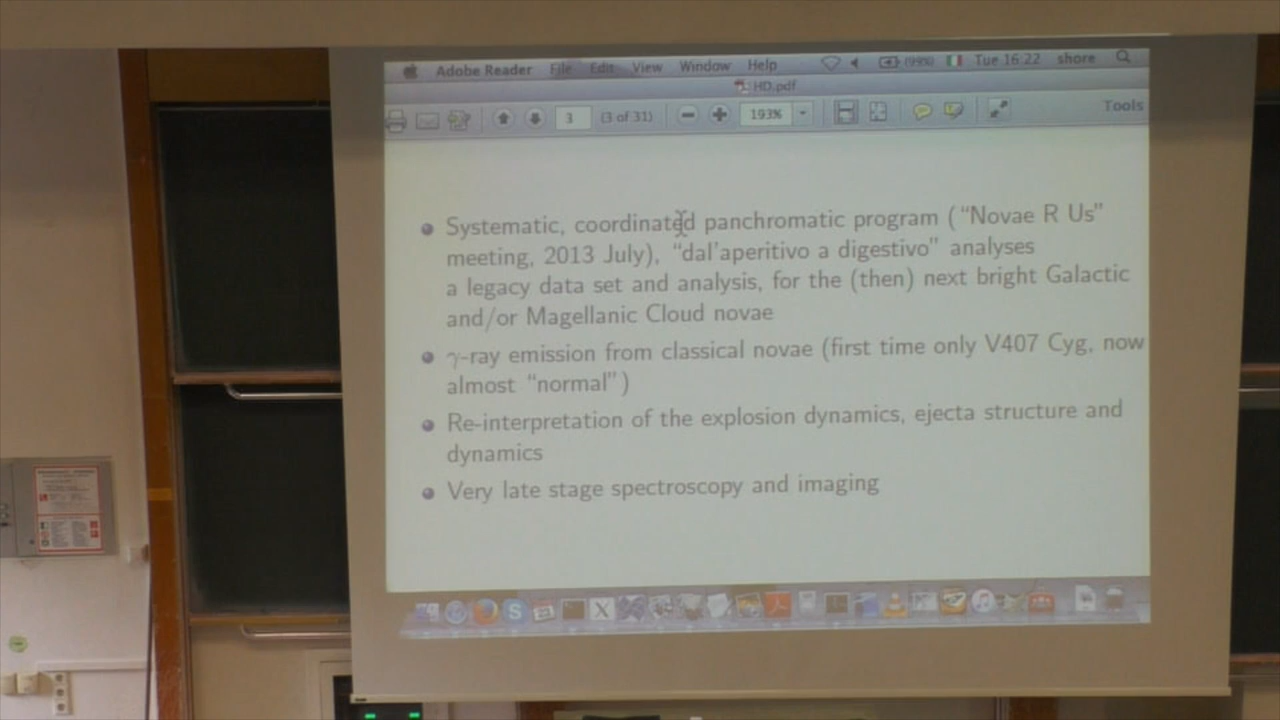 Adobe Reader File Edit View Window Help (99%) Tue 16:22 shore
HD.pdf
3 (3 of 31) 193% Tools
Systematic, coordinated panchromatic program ("Novae R Us"
meeting, 2013 July), "dal'aperitivo a digestivo" analyses
a legacy data set and analysis, for the (then) next bright Galactic
and/or Magellanic Cloud novae
γ-ray emission from classical novae (first time only V407 Cyg, now
almost "normal")
Re-interpretation of the explosion dynamics, ejecta structure and
dynamics
Very late stage spectroscopy and imaging